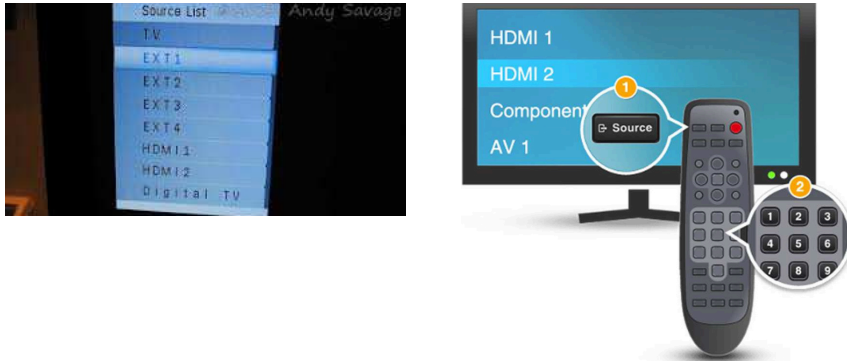 Source List
Andy Savage
TV
EXT1
EXT2
EXT3
EXT4
HDMI1
HDMI2
Digital TV
HDMI 1
HDMI 2
Component
AV 1
1
Source
2
1 2 3
4 5 6
7 8 9